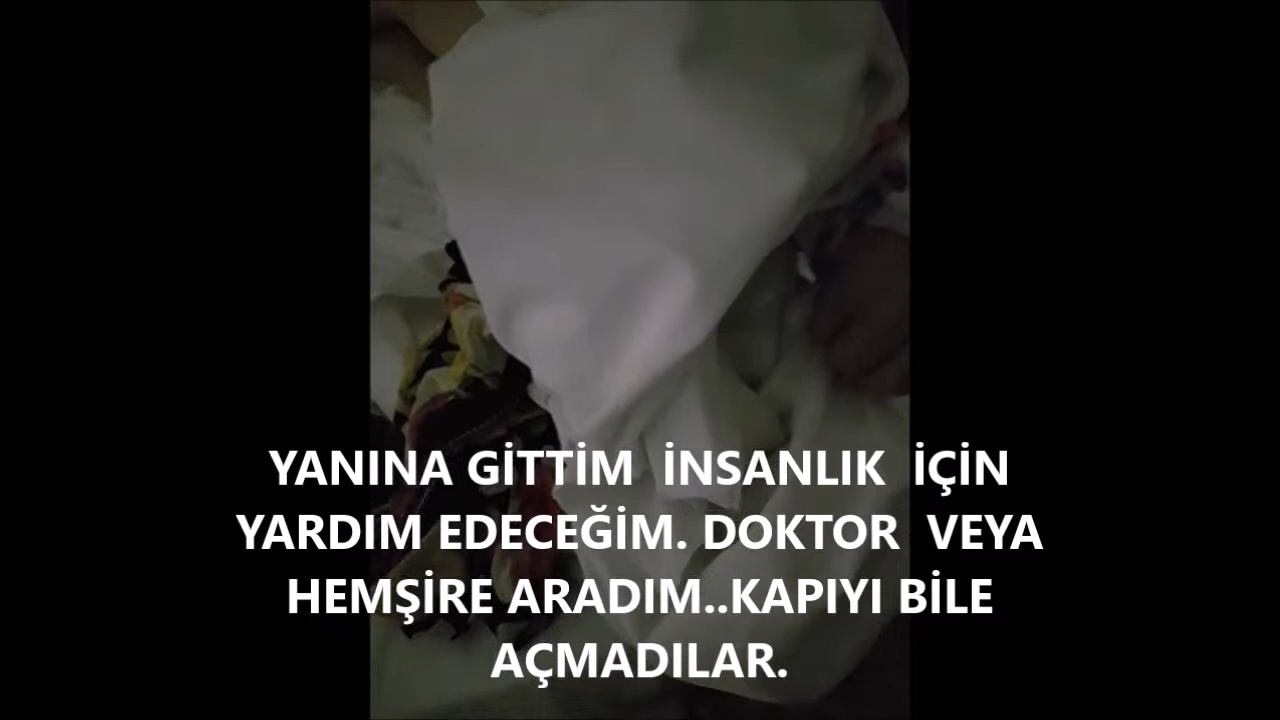 YANINA GİTTİM  İNSANLIK  İÇİN
YARDIM EDECEĞİM. DOKTOR  VEYA
HEMŞİRE ARADIM..KAPIYI BİLE
AÇMADILAR.